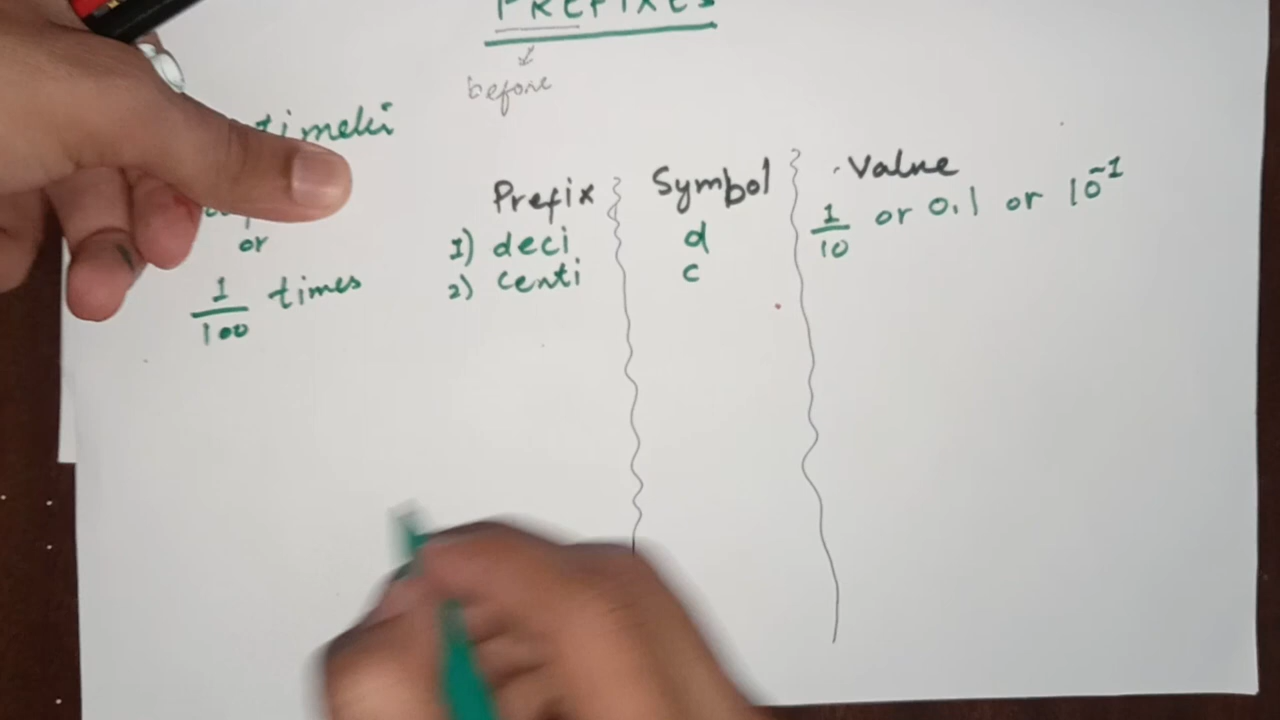 PREFIXES
before
Prefix Symbol Value
1) deci d 1/10 or 0.1 or 10⁻¹
2) centi c
or
1/100 times